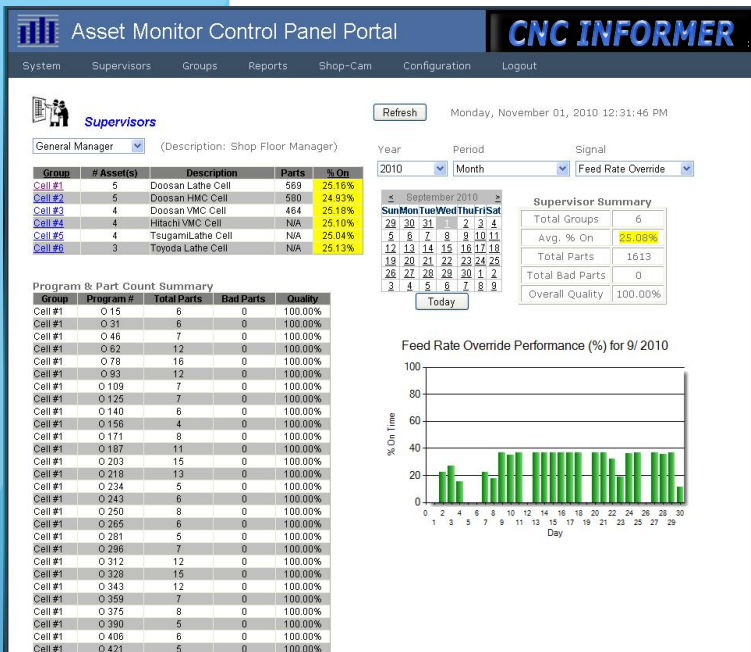 Asset Monitor Control Panel Portal
CNC INFORMER
System Supervisors Groups Reports Shop-Cam Configuration Logout
Supervisors
Refresh
Monday, November 01, 2010 12:31:46 PM
General Manager (Description: Shop Floor Manager)
Year Period Signal
2010 Month Feed Rate Override
Group # Asset(s) Description Parts % On
Cell #1 5 Doosan Lathe Cell 569 25.16%
Cell #2 5 Doosan HMC Cell 580 24.93%
Cell #3 4 Doosan VMC Cell 464 25.18%
Cell #4 4 Hitachi VMC Cell N/A 25.10%
Cell #5 4 TsugamiLathe Cell N/A 25.04%
Cell #6 3 Toyoda Lathe Cell N/A 25.13%
< September 2010 >
Sun Mon Tue Wed Thu Fri Sat
29 30 31 1 2 3 4
5 6 7 8 9 10 11
12 13 14 15 16 17 18
19 20 21 22 23 24 25
26 27 28 29 30 1 2
3 4 5 6 7 8 9
Today
Supervisor Summary
Total Groups 6
Avg. % On 25.08%
Total Parts 1613
Total Bad Parts 0
Overall Quality 100.00%
Program & Part Count Summary
Group Program # Total Parts Bad Parts Quality
Cell #1 O 15 6 0 100.00%
Cell #1 O 31 6 0 100.00%
Cell #1 O 46 7 0 100.00%
Cell #1 O 62 12 0 100.00%
Cell #1 O 78 16 0 100.00%
Cell #1 O 93 12 0 100.00%
Cell #1 O 109 7 0 100.00%
Cell #1 O 125 7 0 100.00%
Cell #1 O 140 6 0 100.00%
Cell #1 O 156 4 0 100.00%
Cell #1 O 171 8 0 100.00%
Cell #1 O 187 11 0 100.00%
Cell #1 O 203 15 0 100.00%
Cell #1 O 218 13 0 100.00%
Cell #1 O 234 5 0 100.00%
Cell #1 O 243 6 0 100.00%
Cell #1 O 250 8 0 100.00%
Cell #1 O 265 6 0 100.00%
Cell #1 O 281 5 0 100.00%
Cell #1 O 296 7 0 100.00%
Cell #1 O 312 12 0 100.00%
Cell #1 O 328 15 0 100.00%
Cell #1 O 343 12 0 100.00%
Cell #1 O 359 7 0 100.00%
Cell #1 O 375 8 0 100.00%
Cell #1 O 390 5 0 100.00%
Cell #1 O 406 6 0 100.00%
Cell #1 O 421 5 0 100.00%
Feed Rate Override Performance (%) for 9/ 2010
100
80
60
40
20
0
% On Time
0 2 4 6 8 10 12 14 16 18 20 22 24 26 28 30
1 3 5 7 9 11 13 15 17 19 21 23 25 27 29
Day